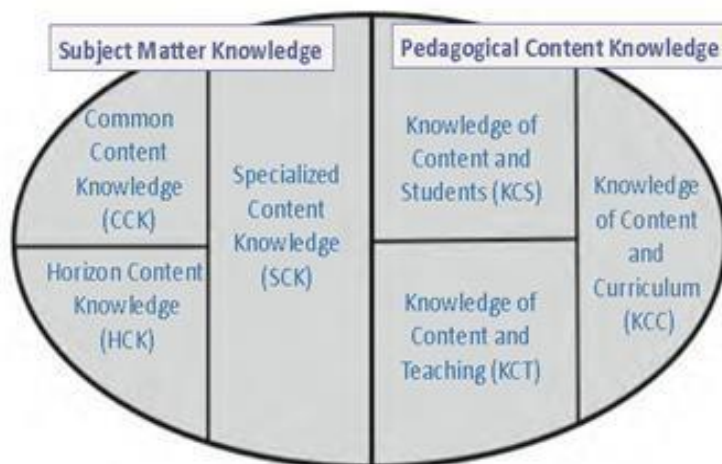 Subject Matter Knowledge
Pedagogical Content Knowledge
Common
Content
Knowledge
(CCK)
Horizon Content
Knowledge
(HCK)
Specialized
Content
Knowledge
(SCK)
Knowledge of
Content and
Students (KCS)
Knowledge of
Content and
Teaching (KCT)
Knowledge
of Content
and
Curriculum
(KCC)